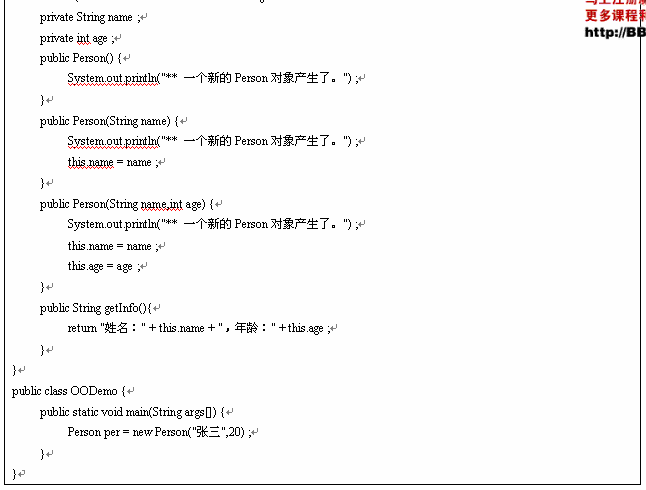 private String name ;
private int age ;
public Person() {
System.out.println("** 一个新的 Person 对象产生了。") ;
}
public Person(String name) {
System.out.println("** 一个新的 Person 对象产生了。") ;
this.name = name ;
}
public Person(String name,int age) {
System.out.println("** 一个新的 Person 对象产生了。") ;
this.name = name ;
this.age = age ;
}
public String getInfo(){
return "姓名：" + this.name + "，年龄：" +this.age ;
}
}
public class OODemo {
public static void main(String args[]) {
Person per = new Person("张三",20) ;
}
}
更多课程
http://BB